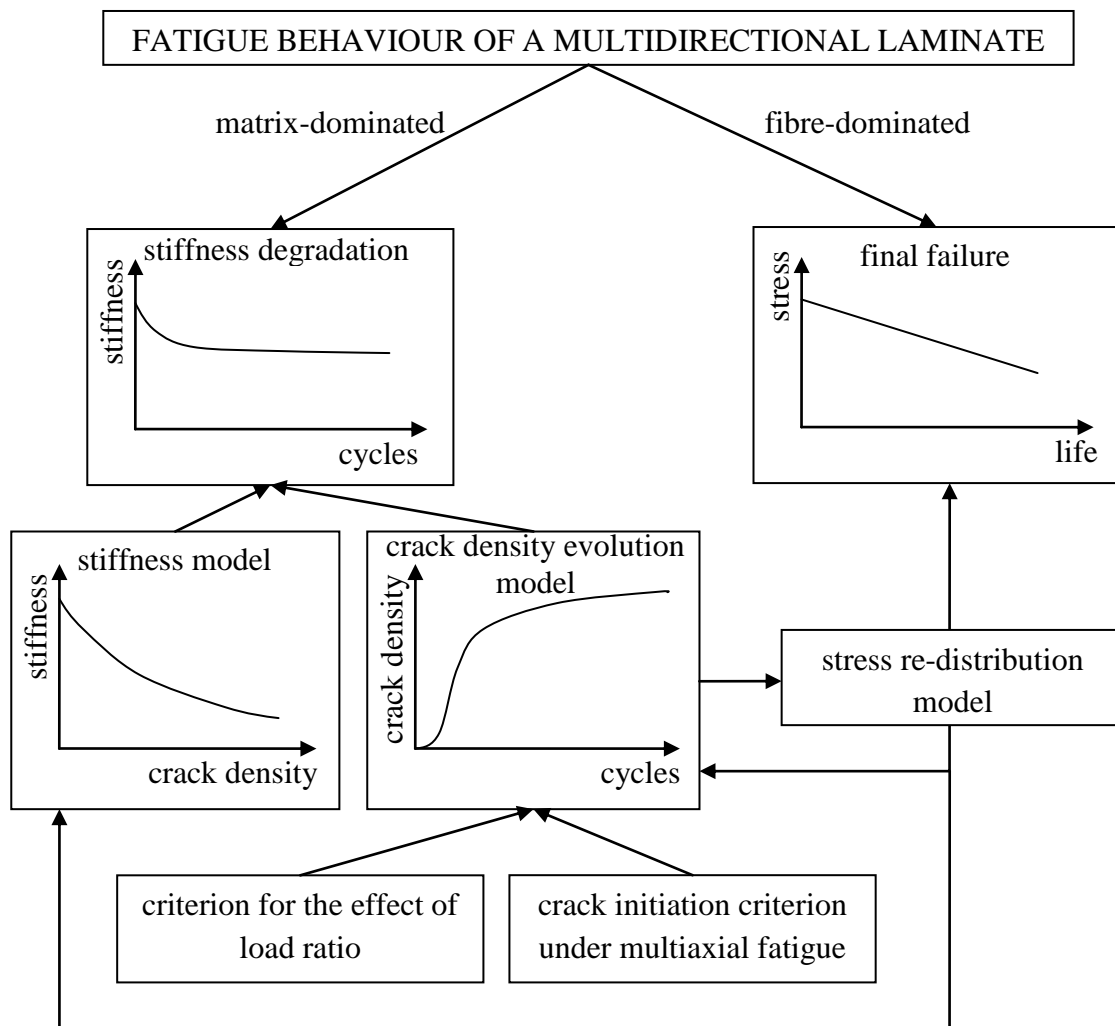 FATIGUE BEHAVIOUR OF A MULTIDIRECTIONAL LAMINATE
matrix-dominated
fibre-dominated
stiffness degradation
stiffness
cycles
final failure
stress
life
stiffness model
stiffness
crack density
crack density evolution
model
crack density
cycles
stress re-distribution
model
criterion for the effect of
load ratio
crack initiation criterion
under multiaxial fatigue